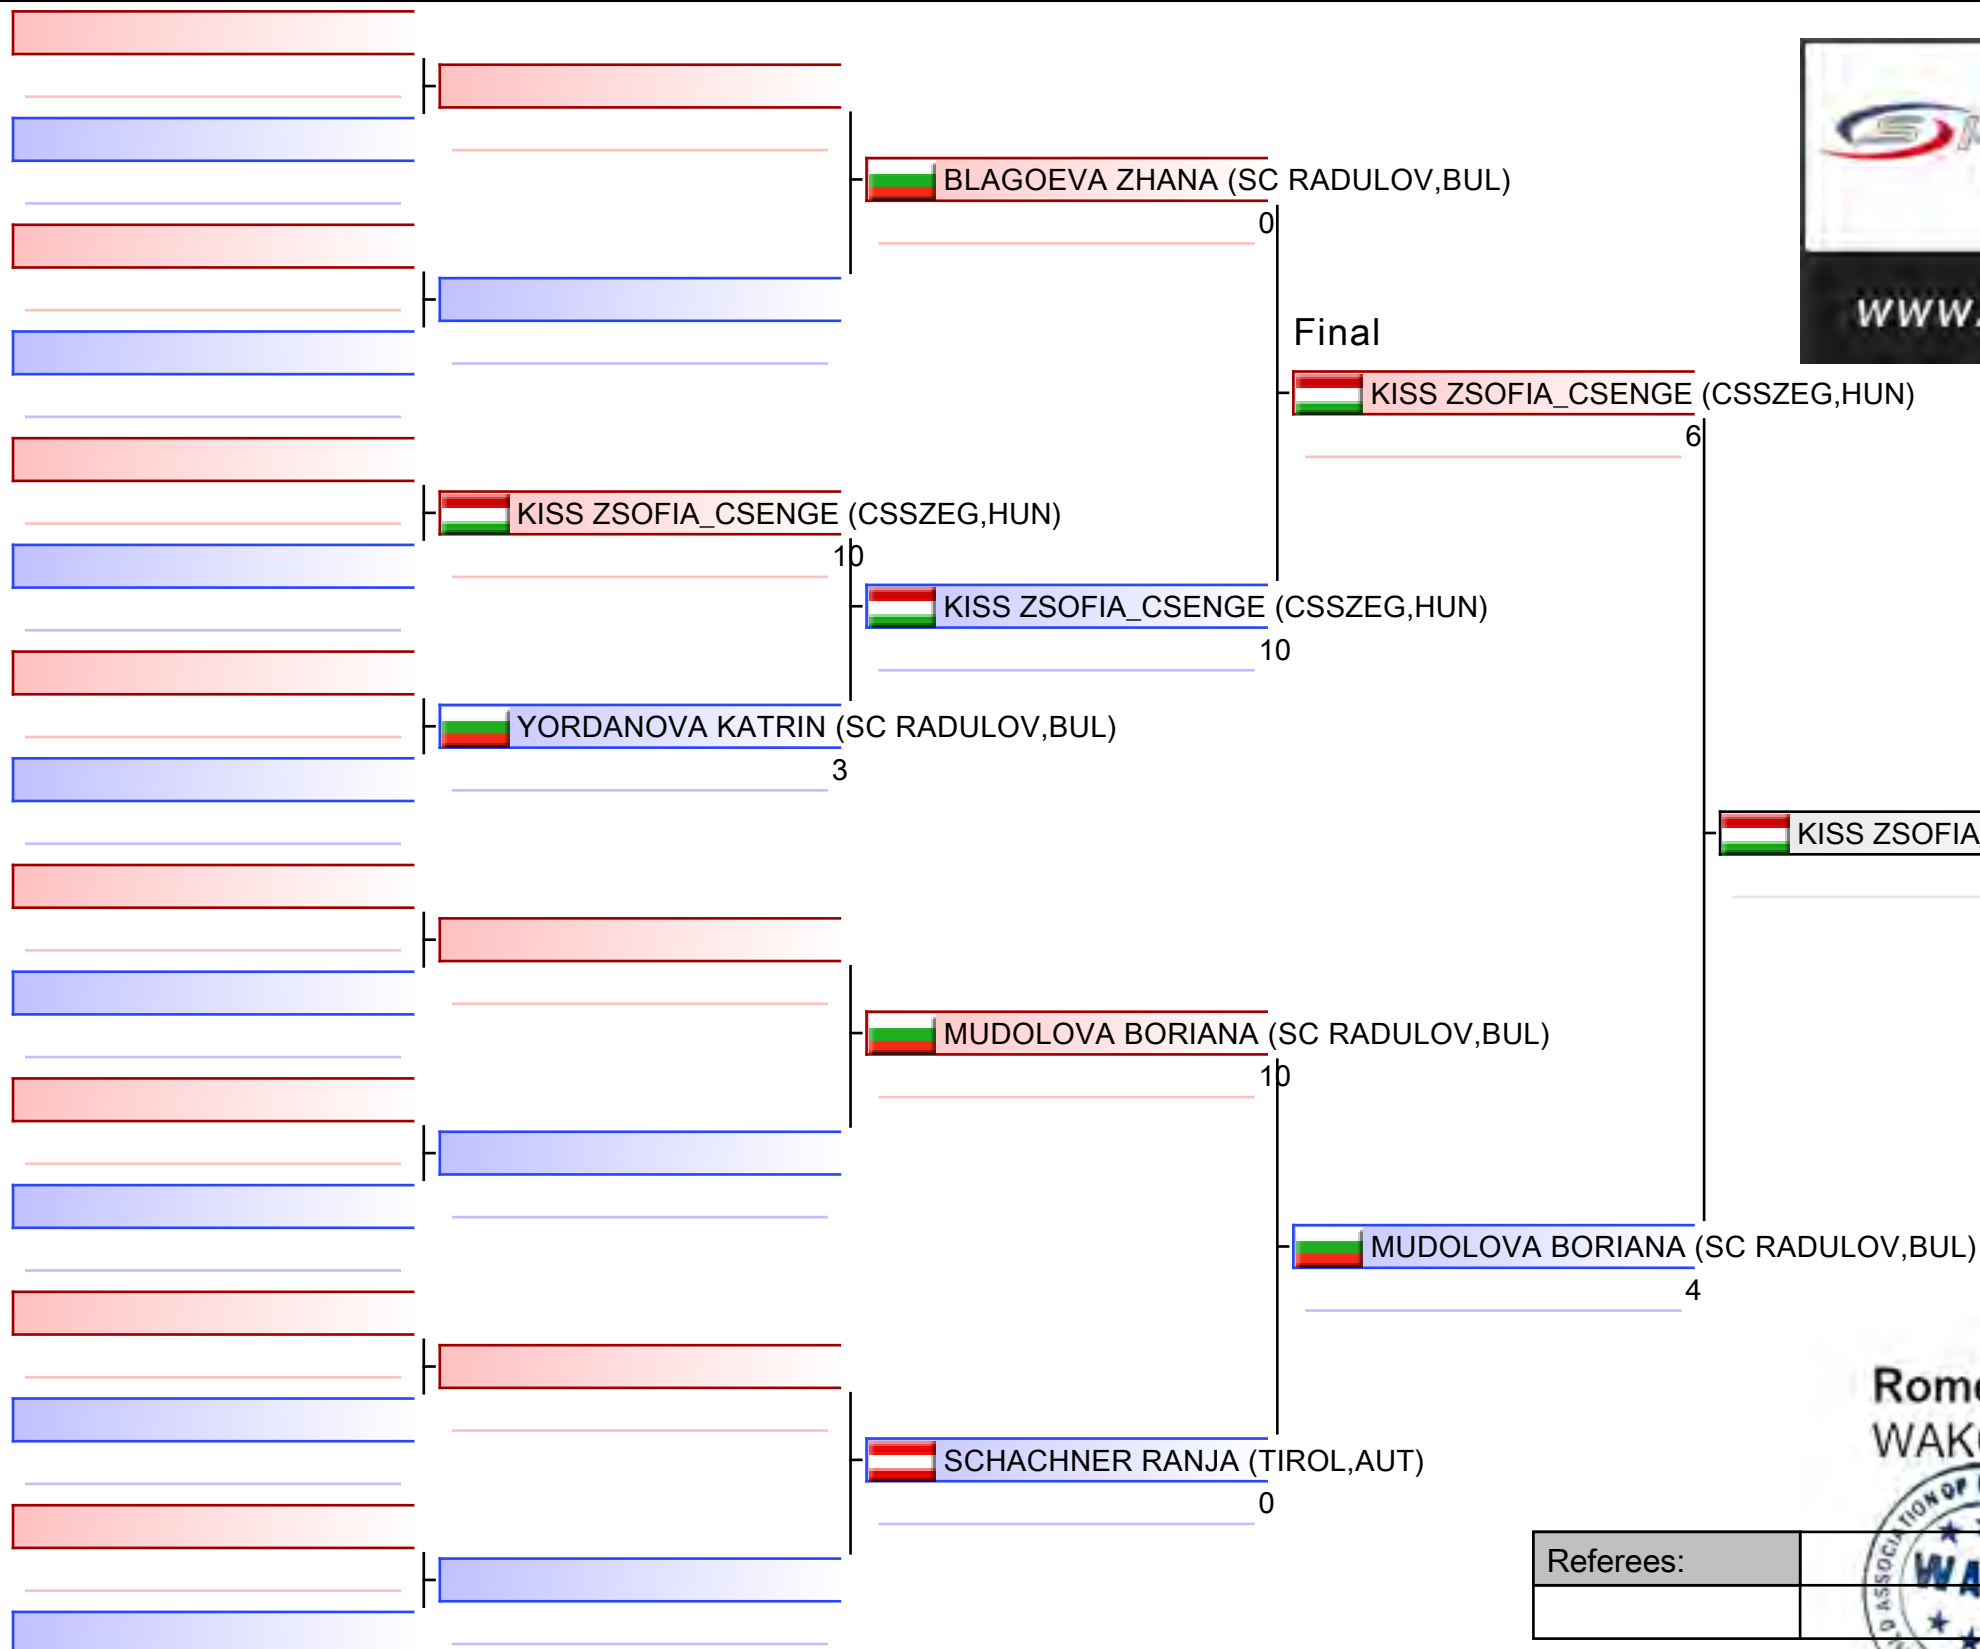 BLAGOEVA ZHANA (SC RADULOV,BUL)
0
www.
Final
KISS ZSOFIA_CSENGE (CSSZEG,HUN)
6
KISS ZSOFIA_CSENGE (CSSZEG,HUN)
10
KISS ZSOFIA_CSENGE (CSSZEG,HUN)
10
YORDANOVA KATRIN (SC RADULOV,BUL)
3
KISS ZSOFIA_
MUDOLOVA BORIANA (SC RADULOV,BUL)
10
MUDOLOVA BORIANA (SC RADULOV,BUL)
4
SCHACHNER RANJA (TIROL,AUT)
0
Referees: